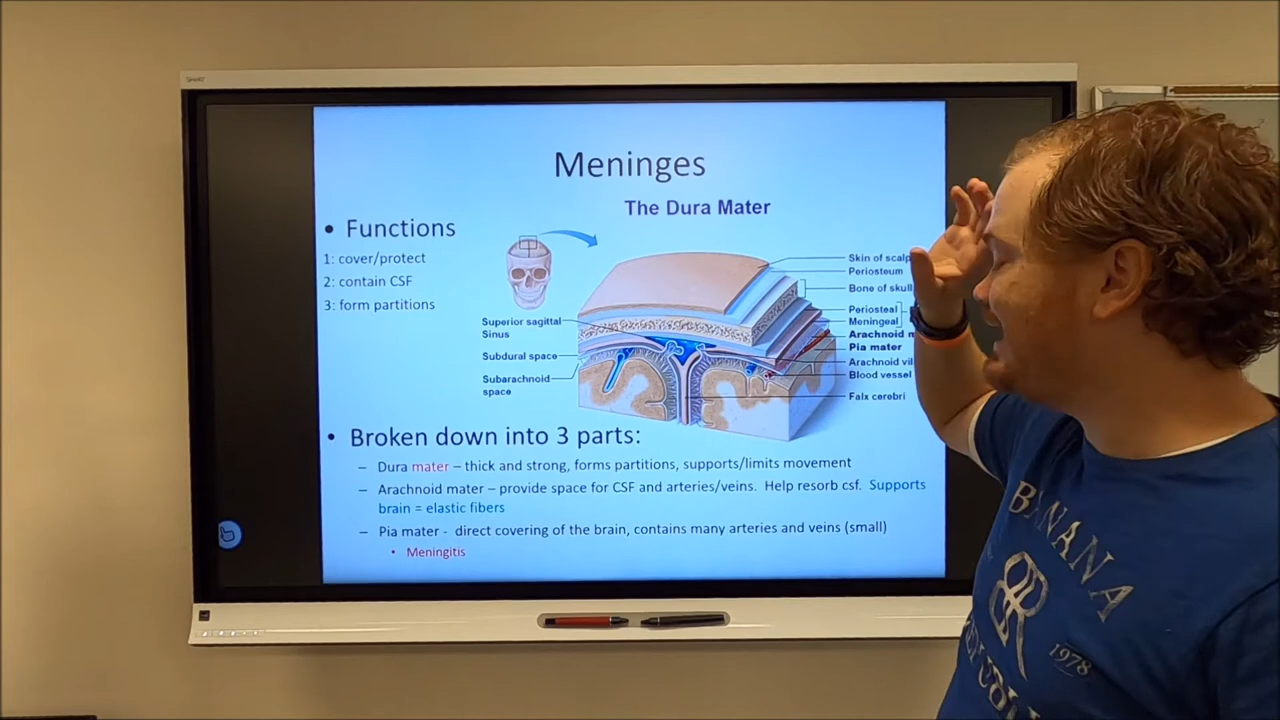 SMART
Meninges
The Dura Mater
• Functions
1: cover/protect
2: contain CSF
3: form partitions
Skin of scalp
Periosteum
Bone of skull
Periosteal
Meningeal
Arachnoid
Pia mater
Arachnoid
Blood vessel
Falx cerebri
Superior sagittal
Sinus
Subdural space
Subarachnoid
space
• Broken down into 3 parts:
– Dura mater – thick and strong, forms partitions, supports/limits movement
– Arachnoid mater – provide space for CSF and arteries/veins. Help resorb csf. Supports
brain = elastic fibers
– Pia mater - direct covering of the brain, contains many arteries and veins (small)
• Meningitis
BANANA
BR
1978